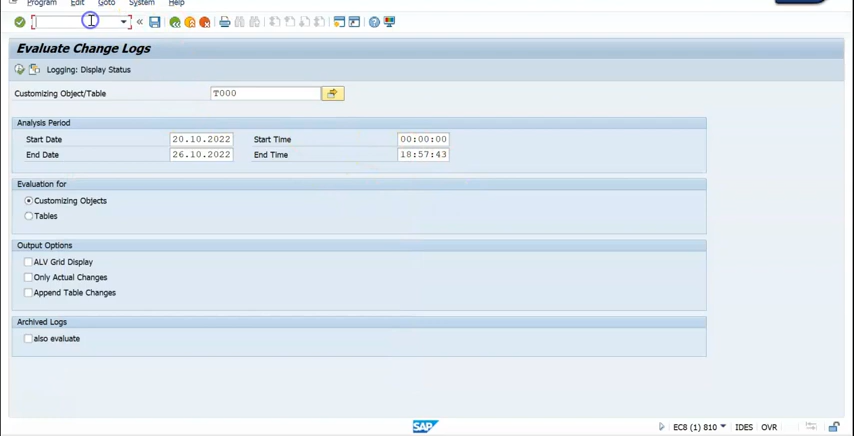 Program Edit Goto System Help
Evaluate Change Logs
Logging: Display Status
Customizing Object/Table T000
Analysis Period
Start Date 20.10.2022 Start Time 00:00:00
End Date 26.10.2022 End Time 18:57:43
Evaluation for
Customizing Objects
Tables
Output Options
ALV Grid Display
Only Actual Changes
Append Table Changes
Archived Logs
also evaluate
SAP EC8 (1) 810 IDES OVR